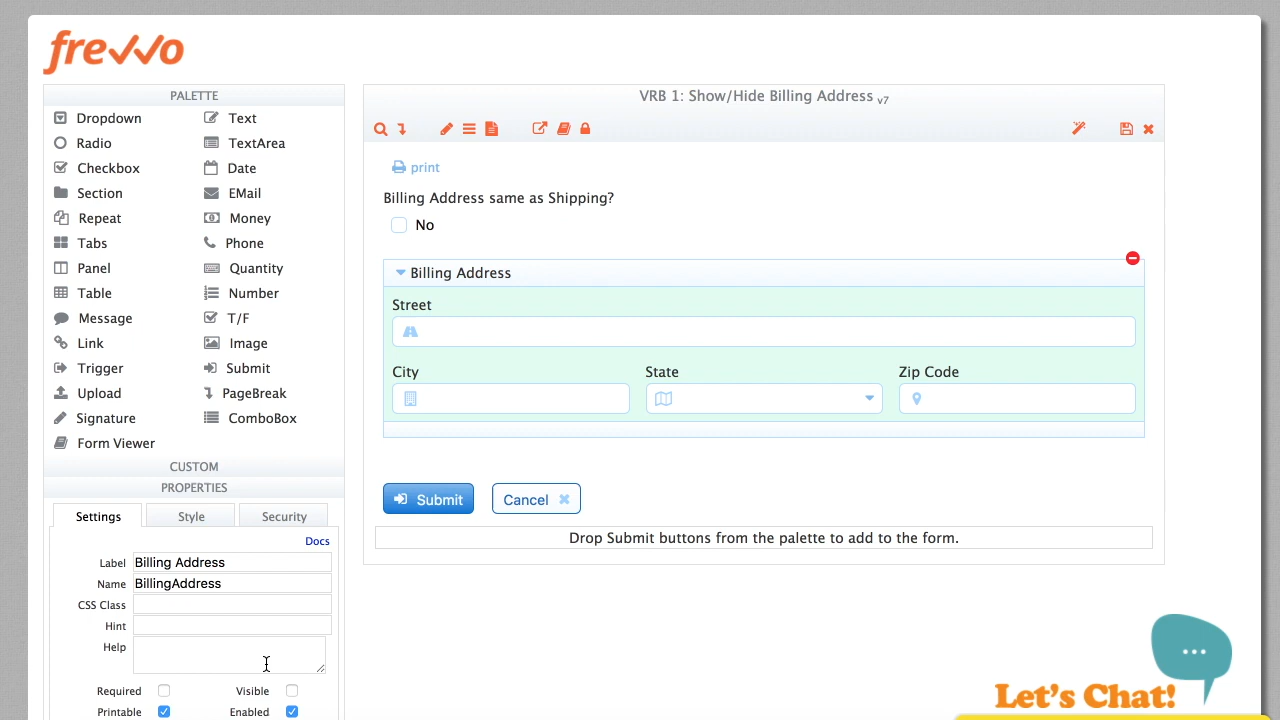 frevvo
PALETTE
Dropdown
Text
Radio
TextArea
Checkbox
Date
Section
EMail
Repeat
Money
Tabs
Phone
Panel
Quantity
Table
Number
Message
T/F
Link
Image
Trigger
Submit
Upload
PageBreak
Signature
ComboBox
Form Viewer
CUSTOM
PROPERTIES
Settings
Style
Security
Docs
Label
Billing Address
Name
BillingAddress
CSS Class
Hint
Help
Required
Visible
Printable
Enabled
VRB 1: Show/Hide Billing Address v7
print
Billing Address same as Shipping?
No
Billing Address
Street
City
State
Zip Code
Submit
Cancel
Drop Submit buttons from the palette to add to the form.
Let's Chat!